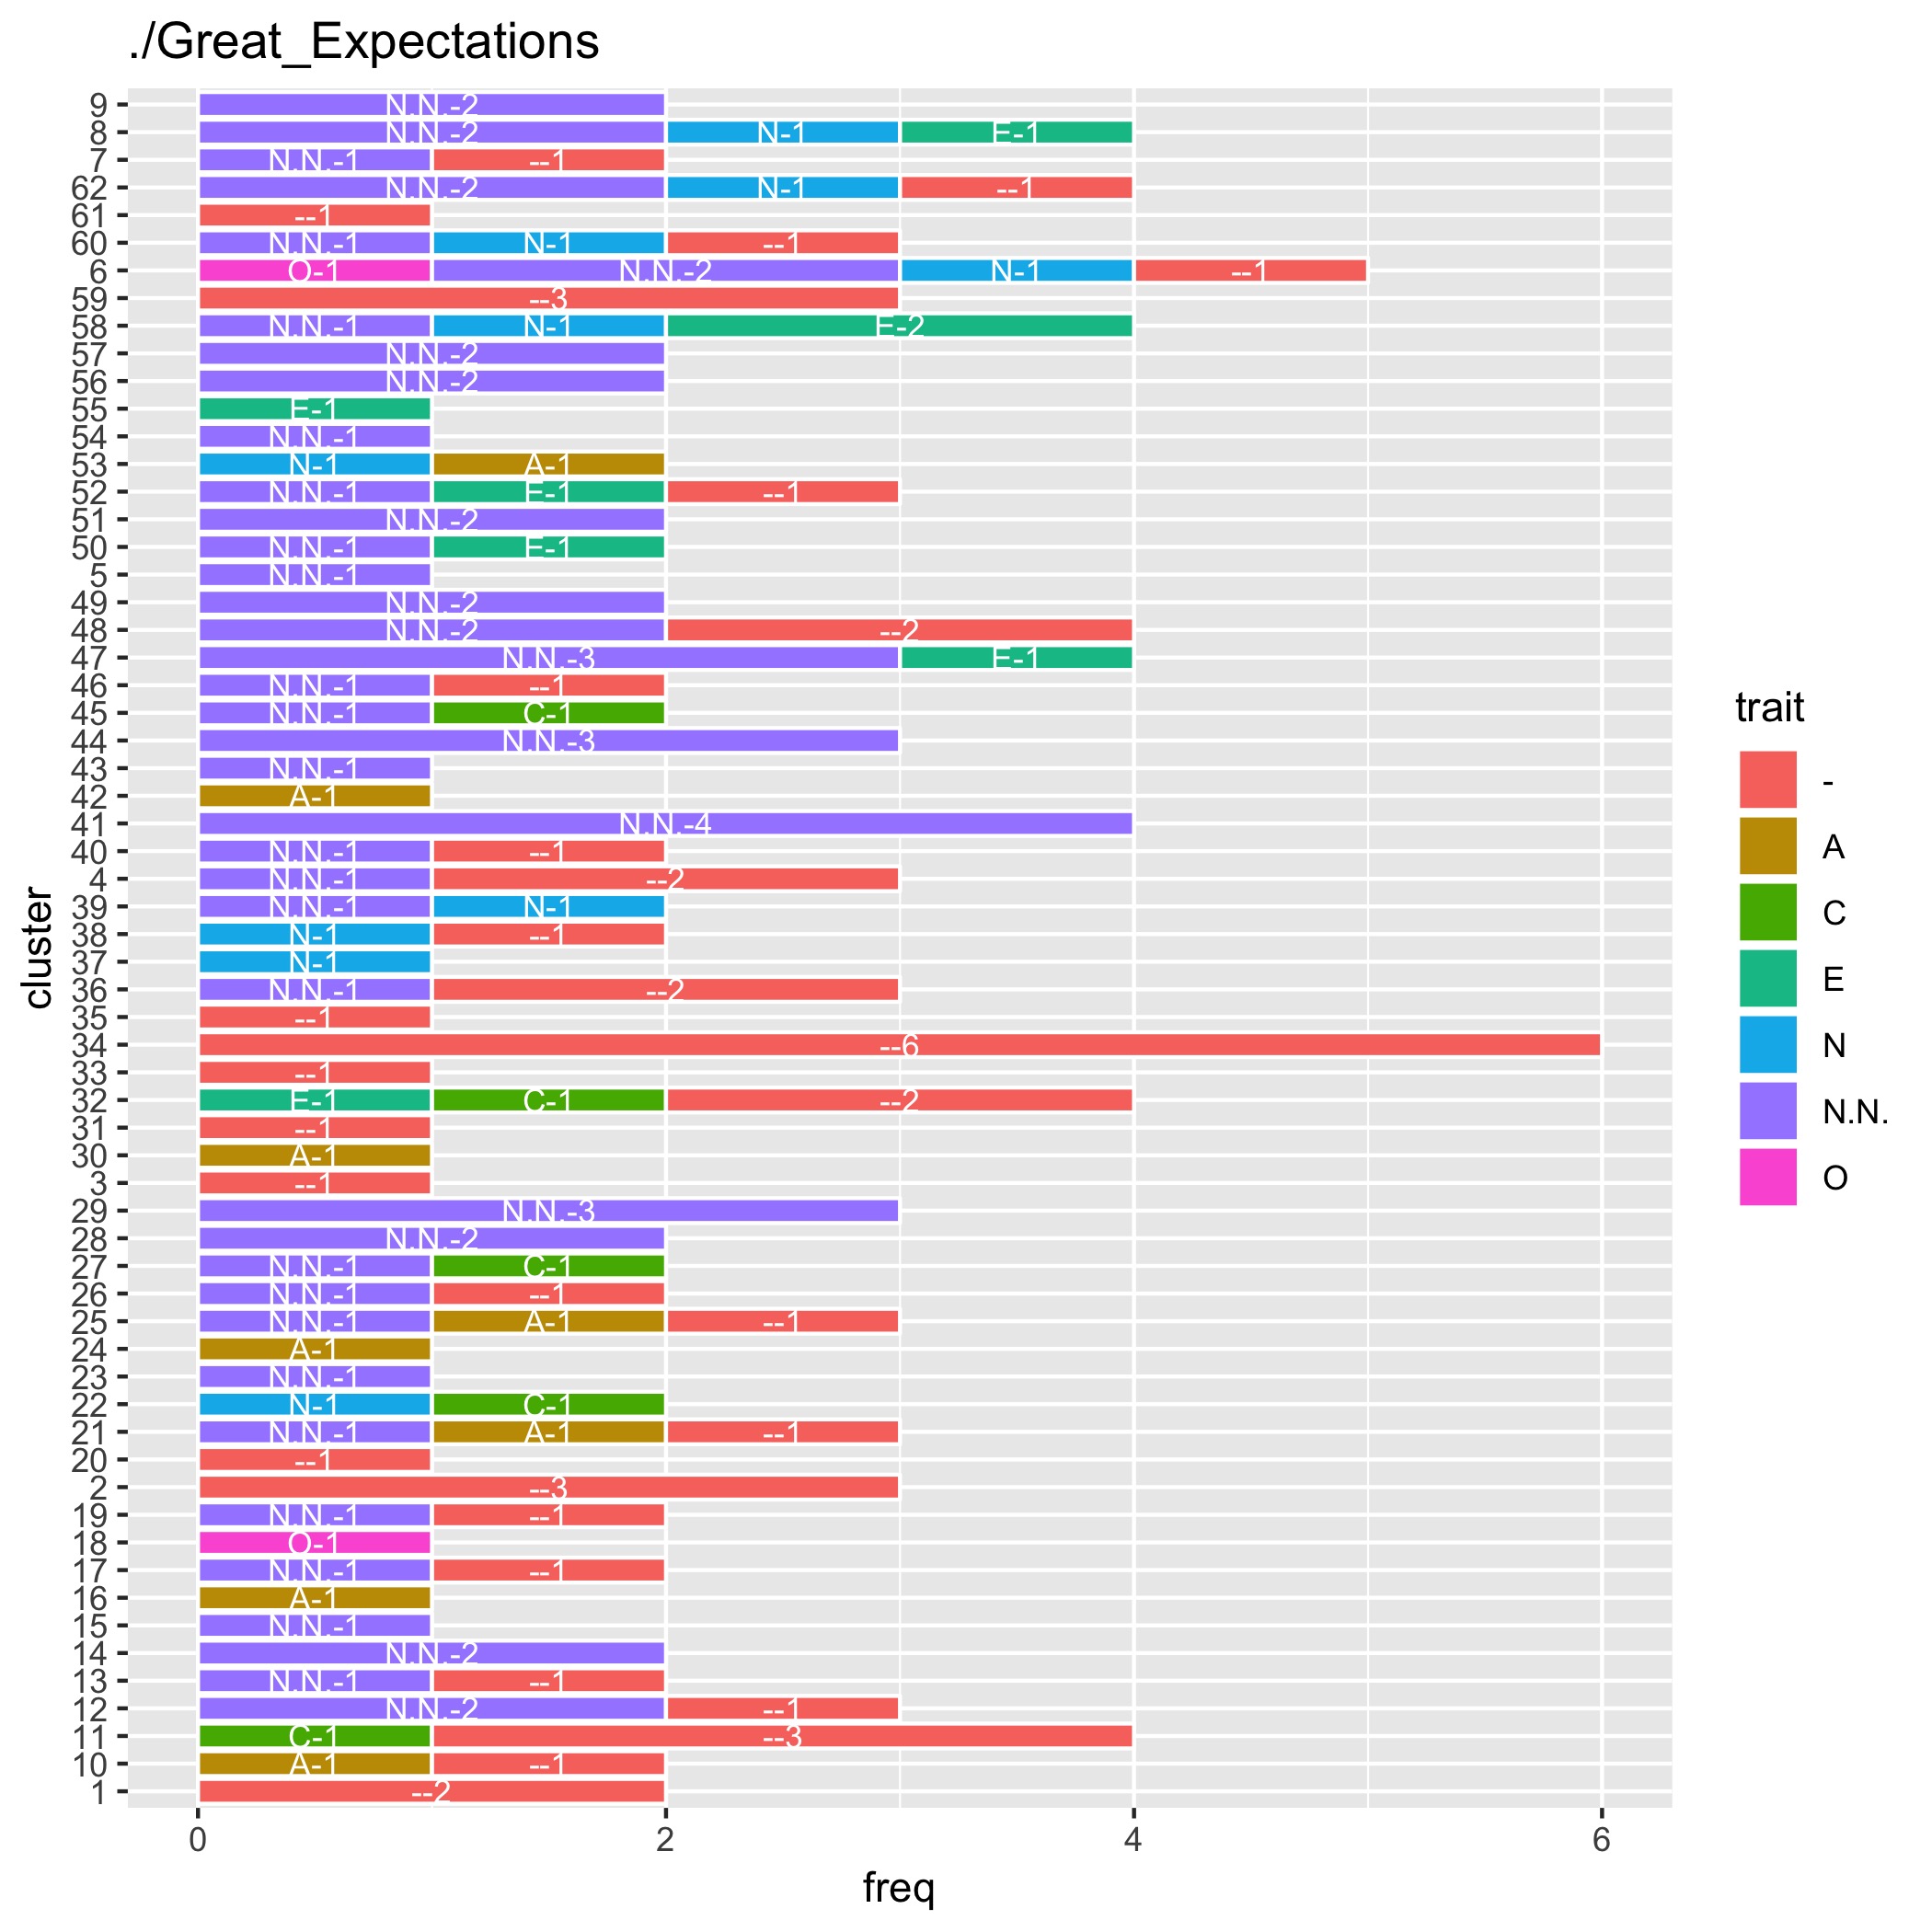 ./Great_Expectations
9 N.N.-2
8 N.N.-2 N-1 E-1
7 N.N.-1 --1
62 N.N.-2 N-1 --1
61 --1
60 N.N.-1 N-1 --1
6 O-1 N.N.-2 N-1 --1
59 --3
58 N.N.-1 N-1 E-2
57 N.N.-2
56 N.N.-2
55 E-1
54 N.N.-1
53 N-1 A-1
52 N.N.-1 E-1 --1
51 N.N.-2
50 N.N.-1 E-1
5 N.N.-1
49 N.N.-2
48 N.N.-2 --2
47 N.N.-3 E-1
46 N.N.-1 --1
45 N.N.-1 C-1
44 N.N.-3
43 N.N.-1
42 A-1
41 N.N.-4
40 N.N.-1 --1
4 N.N.-1 --2
39 N.N.-1 N-1
38 N-1 --1
37 N-1
36 N.N.-1 --2
35 --1
34 --6
33 --1
32 E-1 C-1 --2
31 --1
30 A-1
3 --1
29 N.N.-3
28 N.N.-2
27 N.N.-1 C-1
26 N.N.-1 --1
25 N.N.-1 A-1 --1
24 A-1
23 N.N.-1
22 N-1 C-1
21 N.N.-1 A-1 --1
20 --1
2 --3
19 N.N.-1 --1
18 O-1
17 N.N.-1 --1
16 A-1
15 N.N.-1
14 N.N.-2
13 N.N.-1 --1
12 N.N.-2 --1
11 C-1 --3
10 A-1 --1
1 --2
0 2 4 6
freq
cluster
trait
-
A
C
E
N
N.N.
O